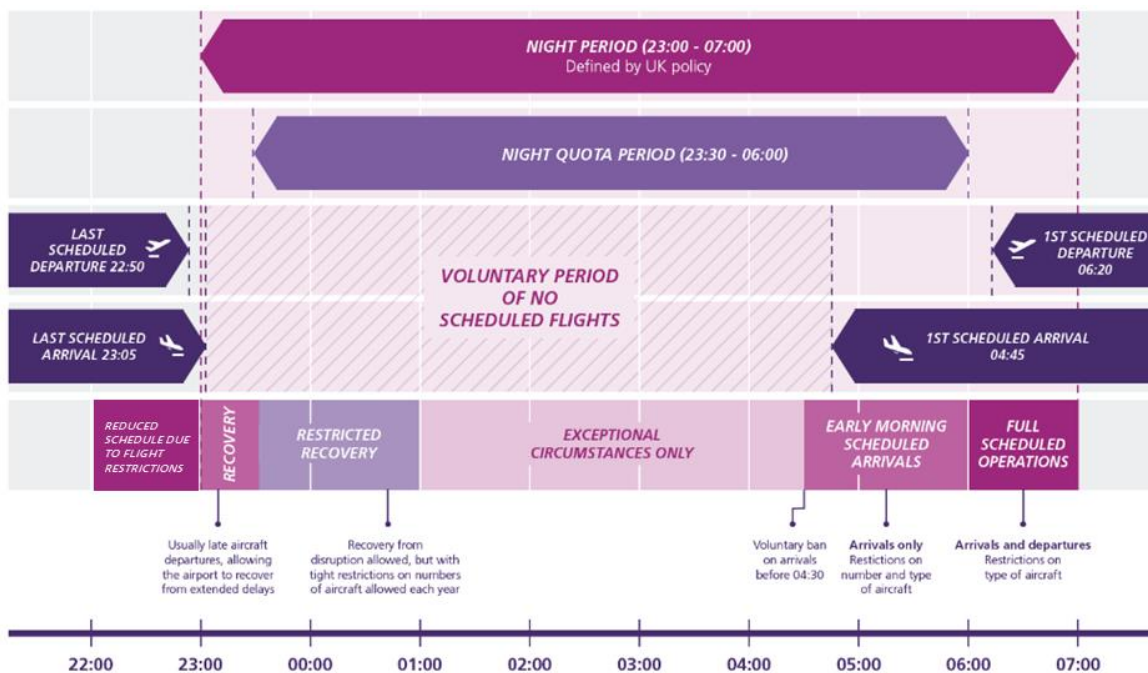 NIGHT PERIOD (23:00 - 07:00)
Defined by UK policy
NIGHT QUOTA PERIOD (23:30 - 06:00)
LAST
SCHEDULED
DEPARTURE 22:50
1ST SCHEDULED
DEPARTURE
06:20
VOLUNTARY PERIOD
OF NO
SCHEDULED FLIGHTS
LAST SCHEDULED
ARRIVAL 23:05
1ST SCHEDULED ARRIVAL
04:45
REDUCED
SCHEDULE DUE
TO FLIGHT
RESTRICTIONS
RECOVERY
RESTRICTED
RECOVERY
EXCEPTIONAL
CIRCUMSTANCES ONLY
EARLY MORNING
SCHEDULED
ARRIVALS
FULL
SCHEDULED
OPERATIONS
Usually late aircraft
departures, allowing
the airport to recover
from extended delays
Recovery from
disruption allowed, but with
tight restrictions on numbers
of aircraft allowed each year
Voluntary ban
on arrivals
before 04:30
Arrivals only
Restictions on
number and type
of aircraft
Arrivals and departures
Restrictions on
type of aircraft
22:00 23:00 00:00 01:00 02:00 03:00 04:00 05:00 06:00 07:00